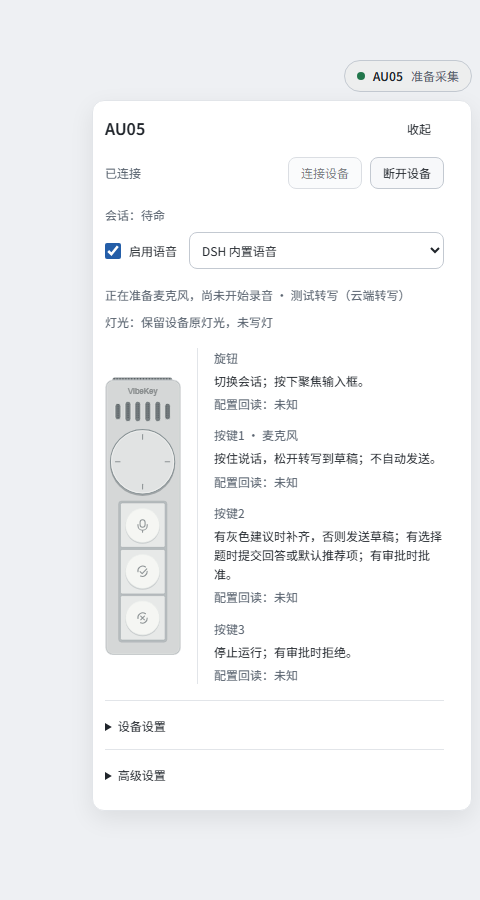 AU05 准备采集
AU05
收起
已连接
连接设备
断开设备
会话：待命
启用语音
DSH 内置语音
正在准备麦克风，尚未开始录音 · 测试转写（云端转写）
灯光：保留设备原灯光，未写灯
VibeKey
旋钮
切换会话；按下聚焦输入框。
配置回读：未知
按键1 · 麦克风
按住说话，松开转写到草稿；不自动发送。
配置回读：未知
按键2
有灰色建议时补齐，否则发送草稿；有选择
题时提交回答或默认推荐项；有审批时批
准。
配置回读：未知
按键3
停止运行；有审批时拒绝。
配置回读：未知
设备设置
高级设置